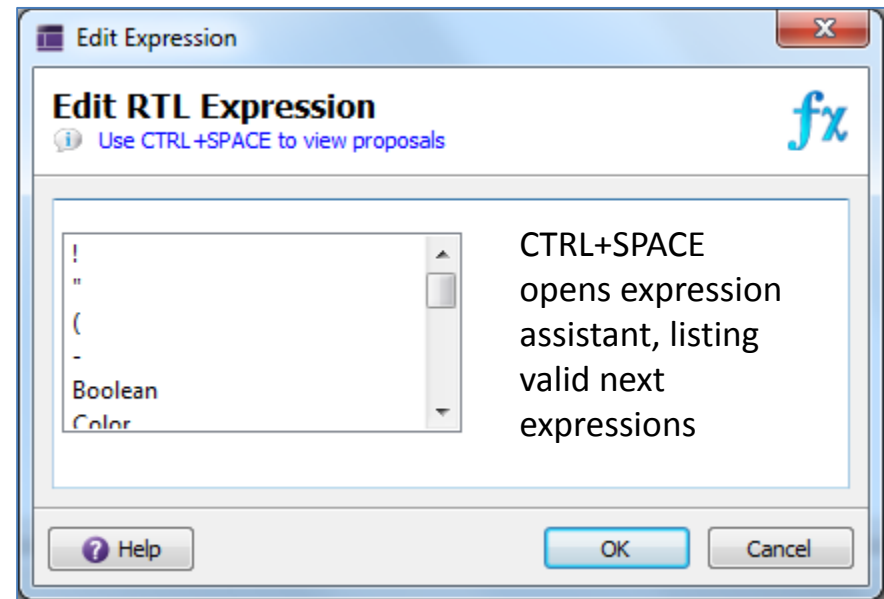 Edit Expression
x
Edit RTL Expression
fx
i Use CTRL+SPACE to view proposals
!
"
(
-
Boolean
Color
CTRL+SPACE
opens expression
assistant, listing
valid next
expressions
? Help
OK
Cancel